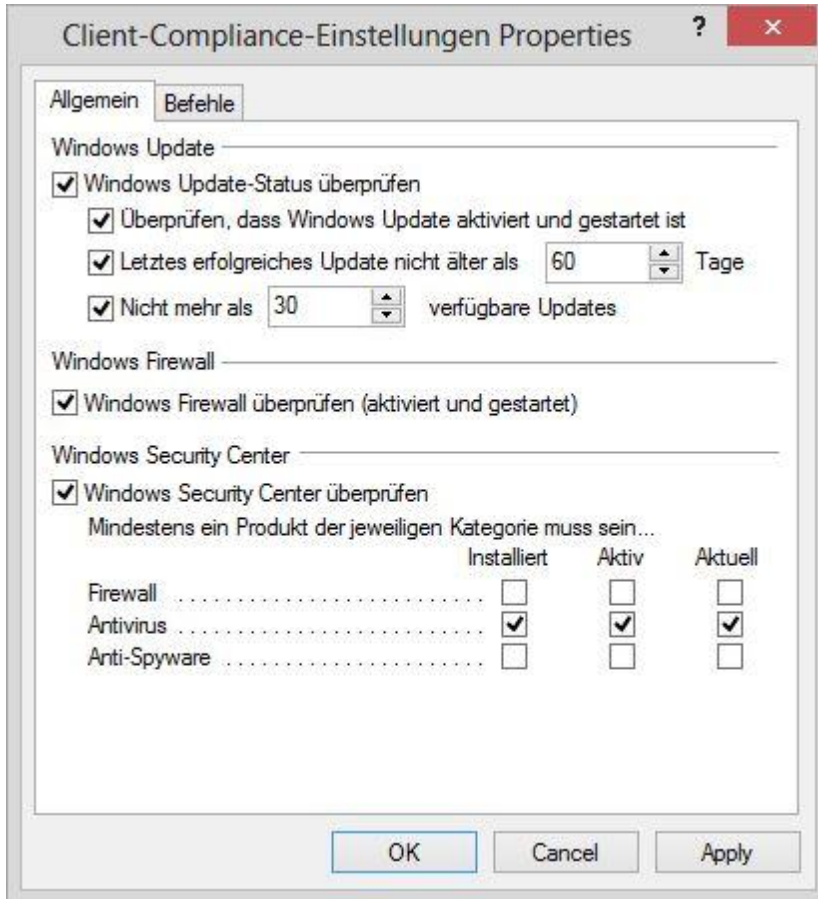 Client-Compliance-Einstellungen Properties ? ×
Allgemein Befehle
Windows Update
Windows Update-Status überprüfen
Überprüfen, dass Windows Update aktiviert und gestartet ist
Letztes erfolgreiches Update nicht älter als 60 Tage
Nicht mehr als 30 verfügbare Updates
Windows Firewall
Windows Firewall überprüfen (aktiviert und gestartet)
Windows Security Center
Windows Security Center überprüfen
Mindestens ein Produkt der jeweiligen Kategorie muss sein...
Installiert Aktiv Aktuell
Firewall
Antivirus
Anti-Spyware
OK Cancel Apply